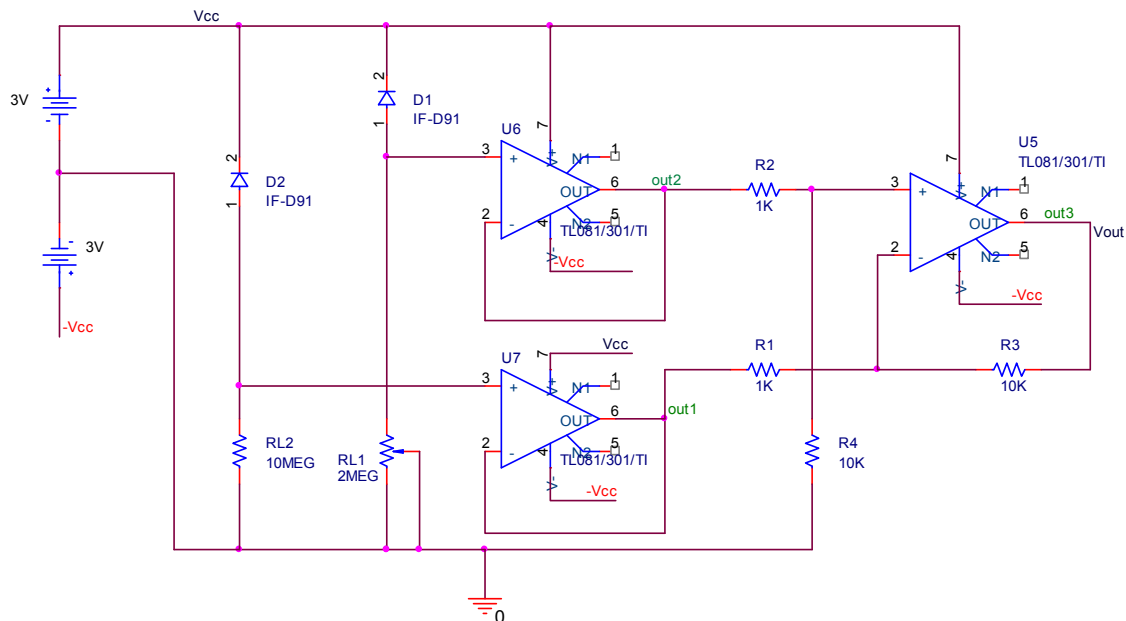 Vcc
3V
3V
-Vcc
2
D2
IF-D91
1
2
D1
IF-D91
1
RL2
10MEG
RL1
2MEG
U6
3
+
2
-
7
V+
N1
1
OUT
6
N2
5
4
V-
TL081/301/TI
-Vcc
out2
U7
Vcc
3
+
2
-
7
V+
N1
1
OUT
6
N2
5
4
V-
TL081/301/TI
-Vcc
out1
R2
1K
R1
1K
R4
10K
R3
10K
U5
TL081/301/TI
3
+
2
-
7
V+
N1
1
OUT
6
N2
5
4
V-
-Vcc
out3
Vout
0